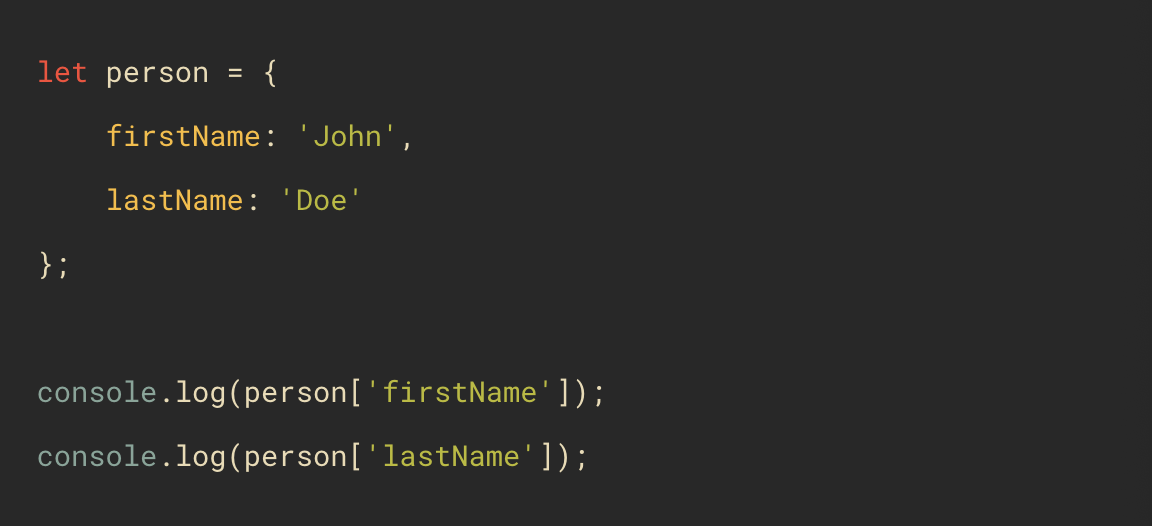 let person = {
    firstName: 'John',
    lastName: 'Doe'
};

console.log(person['firstName']);
console.log(person['lastName']);